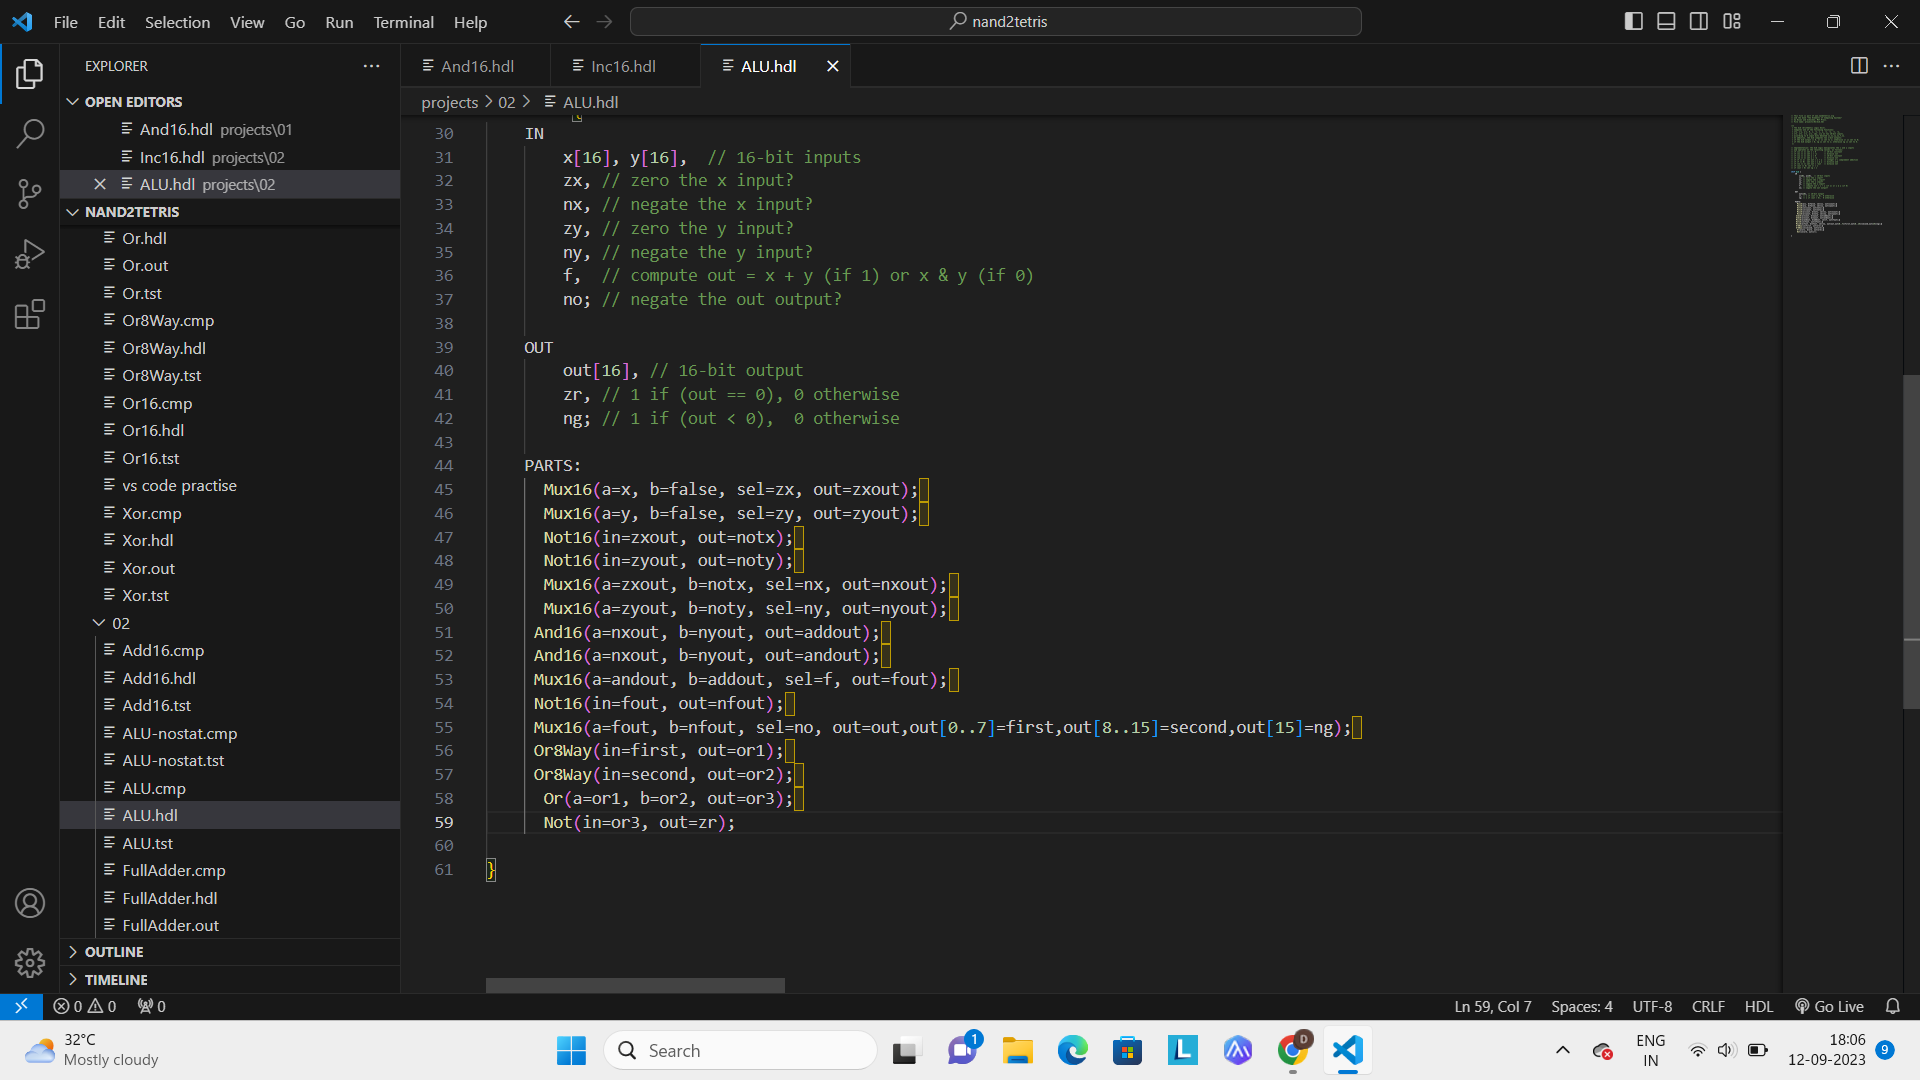 File Edit Selection View Go Run Terminal Help
nand2tetris
EXPLORER
OPEN EDITORS
And16.hdl projects\01
Inc16.hdl projects\02
ALU.hdl projects\02
NAND2TETRIS
Or.hdl
Or.out
Or.tst
Or8Way.cmp
Or8Way.hdl
Or8Way.tst
Or16.cmp
Or16.hdl
Or16.tst
vs code practise
Xor.cmp
Xor.hdl
Xor.out
Xor.tst
02
Add16.cmp
Add16.hdl
Add16.tst
ALU-nostat.cmp
ALU-nostat.tst
ALU.cmp
ALU.hdl
ALU.tst
FullAdder.cmp
FullAdder.hdl
FullAdder.out
OUTLINE
TIMELINE
And16.hdl Inc16.hdl ALU.hdl
projects > 02 > ALU.hdl
30 IN
31 x[16], y[16], // 16-bit inputs
32 zx, // zero the x input?
33 nx, // negate the x input?
34 zy, // zero the y input?
35 ny, // negate the y input?
36 f, // compute out = x + y (if 1) or x & y (if 0)
37 no; // negate the out output?
38
39 OUT
40 out[16], // 16-bit output
41 zr, // 1 if (out == 0), 0 otherwise
42 ng; // 1 if (out < 0), 0 otherwise
43
44 PARTS:
45 Mux16(a=x, b=false, sel=zx, out=zxout);
46 Mux16(a=y, b=false, sel=zy, out=zyout);
47 Not16(in=zxout, out=notx);
48 Not16(in=zyout, out=noty);
49 Mux16(a=zxout, b=notx, sel=nx, out=nxout);
50 Mux16(a=zyout, b=noty, sel=ny, out=nyout);
51 And16(a=nxout, b=nyout, out=addout);
52 And16(a=nxout, b=nyout, out=andout);
53 Mux16(a=andout, b=addout, sel=f, out=fout);
54 Not16(in=fout, out=nfout);
55 Mux16(a=fout, b=nfout, sel=no, out=out,out[0..7]=first,out[8..15]=second,out[15]=ng);
56 Or8Way(in=first, out=or1);
57 Or8Way(in=second, out=or2);
58 Or(a=or1, b=or2, out=or3);
59 Not(in=or3, out=zr);
60
61 }
0 0 0
Ln 59, Col 7 Spaces: 4 UTF-8 CRLF HDL Go Live
32°C
Mostly cloudy
Search
1
D
ENG
IN
18:06
12-09-2023
9